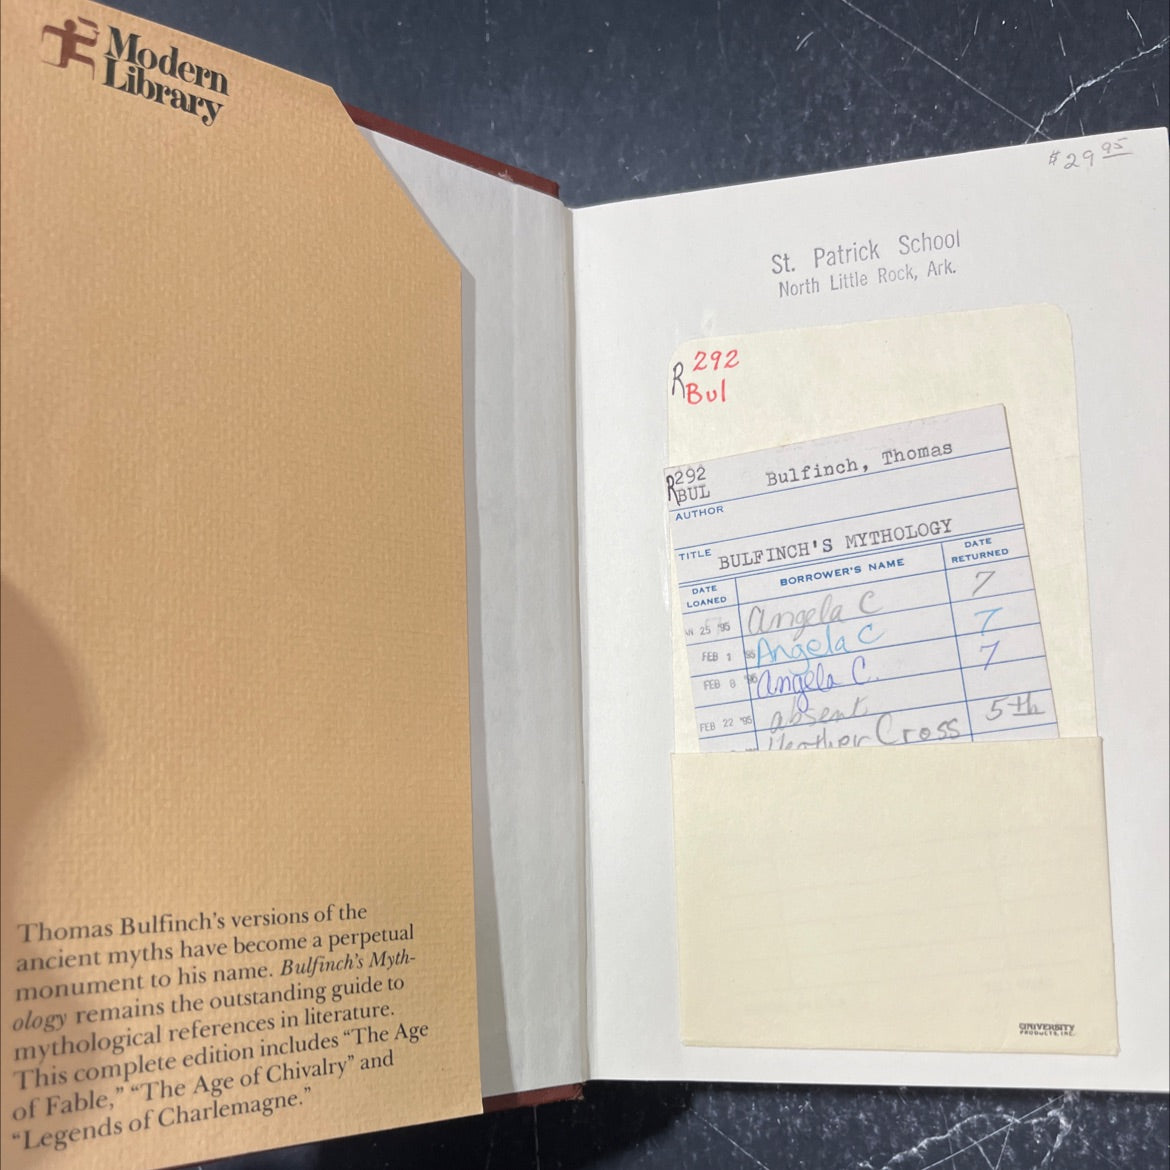 Modern
Library
Thomas Bulfinch's versions of the
ancient myths have become a perpetual
monument to his name. Bulfinch's Myth-
ology remains the outstanding guide to
mythological references in literature.
This complete edition includes "The Age
of Fable," "The Age of Chivalry" and
"Legends of Charlemagne."
$29 95
St. Patrick School
North Little Rock, Ark.
R 292
Bul
R 292
BUL
Bulfinch, Thomas
AUTHOR
TITLE BULFINCH'S MYTHOLOGY
DATE LOANED BORROWER'S NAME DATE RETURNED
AN 25 '95 Angela C 7
FEB 1 '95 Angela C 7
FEB 8 '95 Angela C. 7
FEB 22 '95 absent
Heather Cross 5th
UNIVERSITY
PRODUCTS, INC.